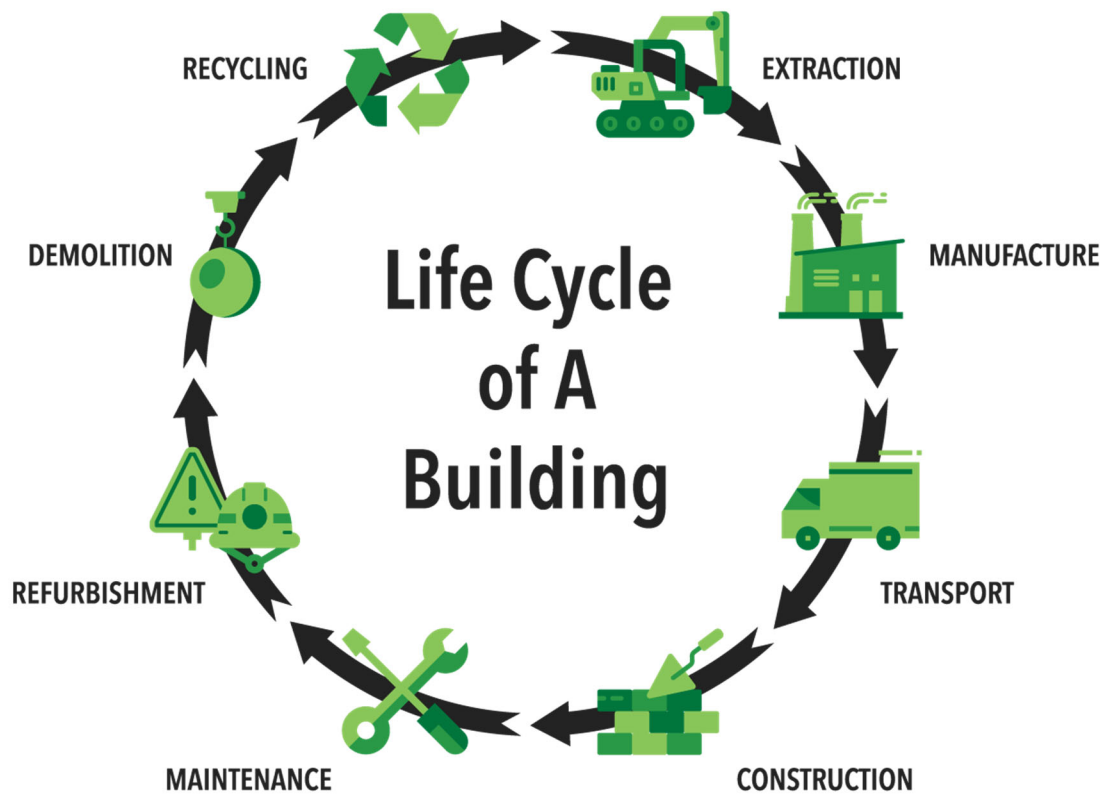 Life Cycle
of A
Building
EXTRACTION
MANUFACTURE
TRANSPORT
CONSTRUCTION
MAINTENANCE
REFURBISHMENT
DEMOLITION
RECYCLING